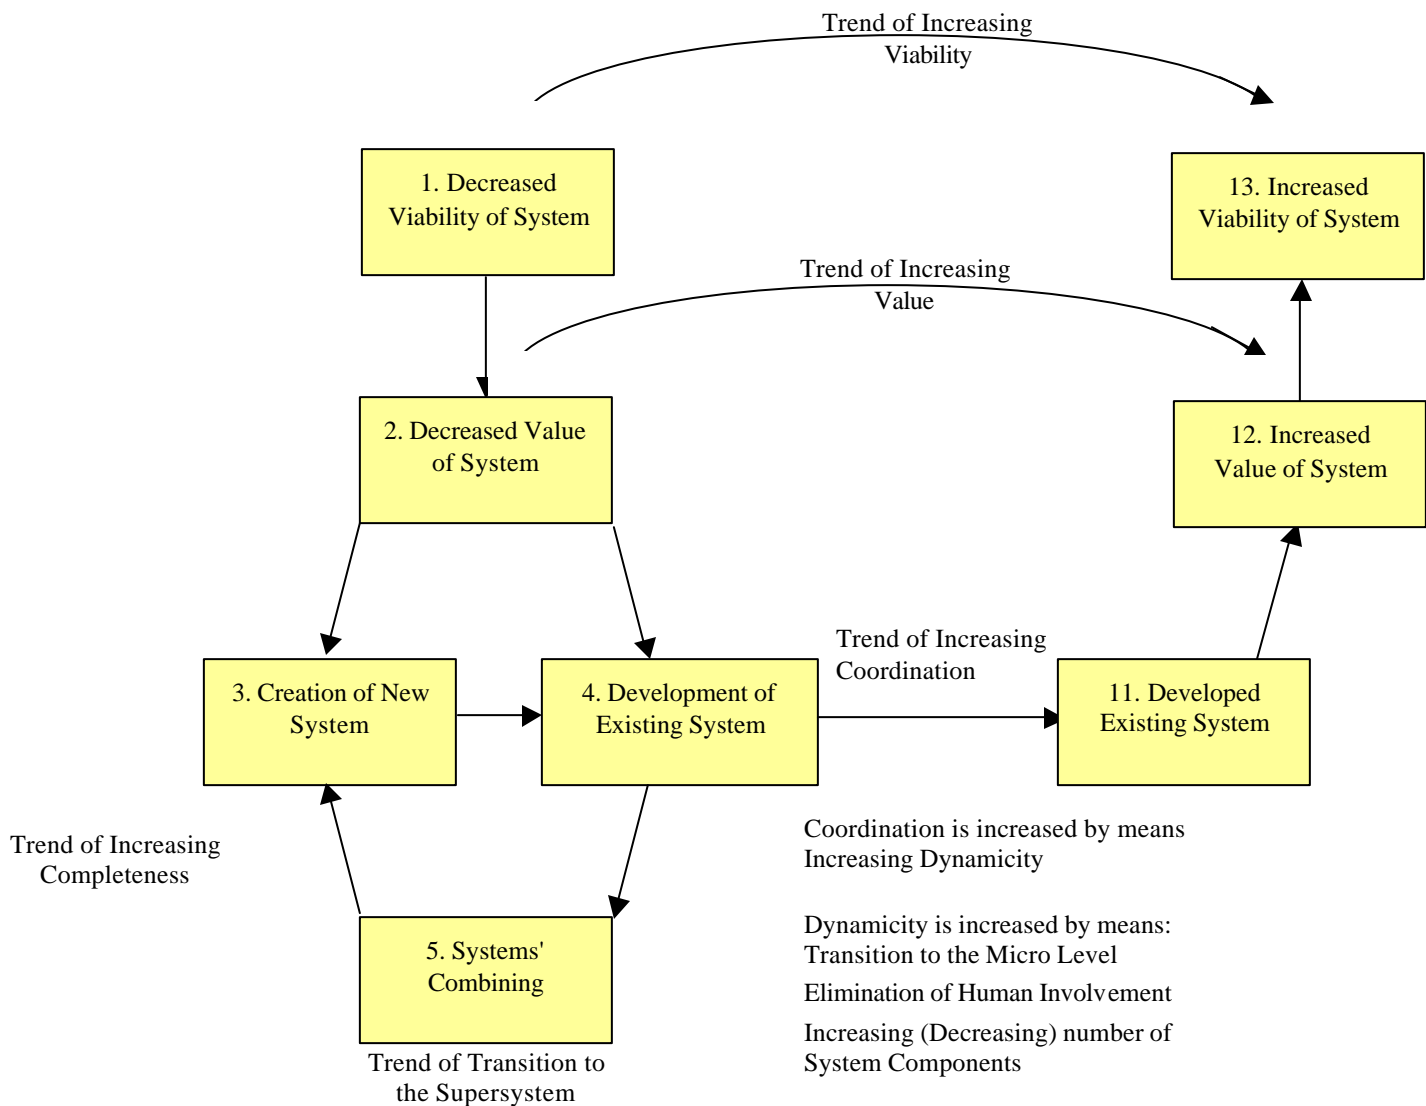 Trend of Increasing
Viability
1. Decreased
Viability of System
13. Increased
Viability of System
Trend of Increasing
Value
2. Decreased Value
of System
12. Increased
Value of System
Trend of Increasing
Coordination
3. Creation of New
System
4. Development of
Existing System
11. Developed
Existing System
Trend of Increasing
Completeness
Coordination is increased by means
Increasing Dynamicity
5. Systems'
Combining
Dynamicity is increased by means:
Transition to the Micro Level
Elimination of Human Involvement
Increasing (Decreasing) number of
System Components
Trend of Transition to
the Supersystem